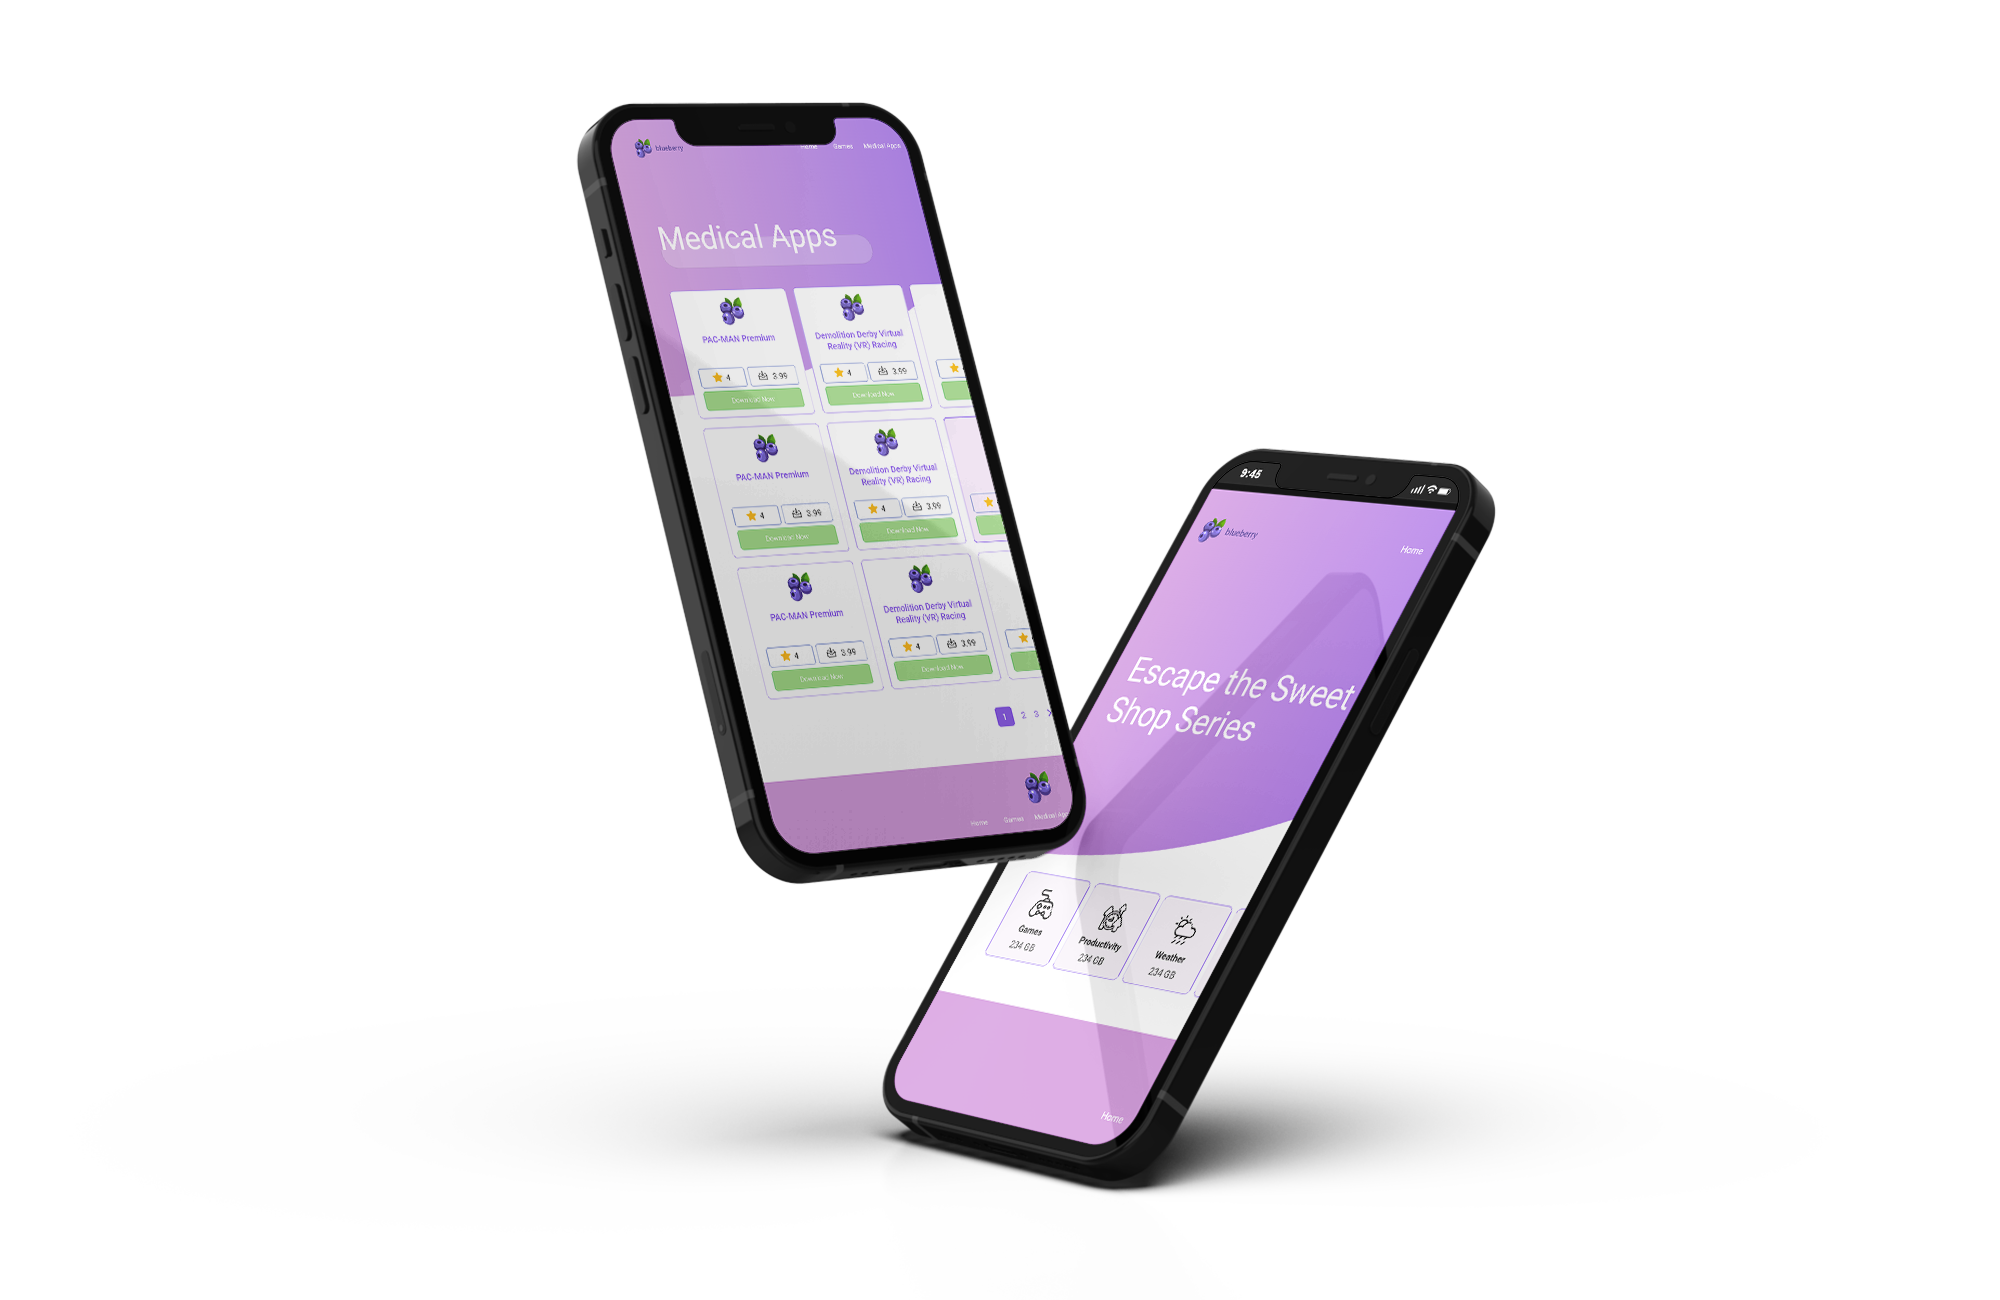 blueberry
Home Games Medical Apps
Medical Apps
PAC-MAN Premium
4 3.99
Download Now
Demolition Derby Virtual
Reality (VR) Racing
4 3.99
Download Now
PAC-MAN Premium
4 3.99
Download Now
Demolition Derby Virtual
Reality (VR) Racing
4 3.99
Download Now
PAC-MAN Premium
4 3.99
Download Now
Demolition Derby Virtual
Reality (VR) Racing
4 3.99
Download Now
1 2 3
Home Games Medical App
9:45
blueberry
Home
Escape the Sweet
Shop Series
Games
234 GB
Productivity
234 GB
Weather
234 GB
Home